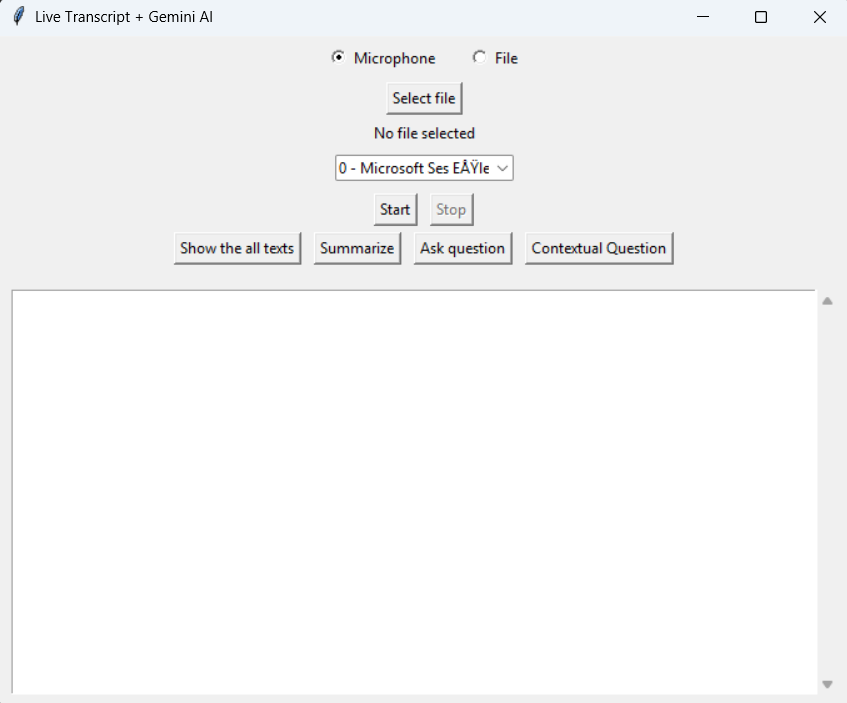 Live Transcript + Gemini AI
Microphone File
Select file
No file selected
0 - Microsoft Ses EÅŸle
Start Stop
Show the all texts Summarize Ask question Contextual Question